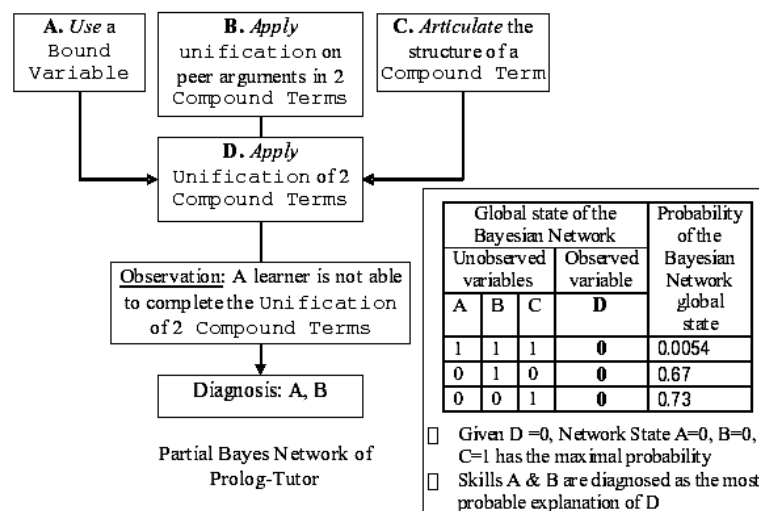 A. Use a
Bound
Variable
B. Apply
unification on
peer arguments in 2
Compound Terms
C. Articulate the
structure of a
Compound Term
D. Apply
Unification of 2
Compound Terms
Observation: A learner is not able
to complete the Unification
of 2 Compound Terms
Diagnosis: A, B
Partial Bayes Network of
Prolog-Tutor
Global state of the
Bayesian Network
Probability
of the
Bayesian
Network
global
state
Unobserved
variables
Observed
variable
A B C D
1 1 1 0 0.0054
0 1 0 0 0.67
0 0 1 0 0.73
Given D =0, Network State A=0, B=0,
C=1 has the maximal probability
Skills A & B are diagnosed as the most
probable explanation of D